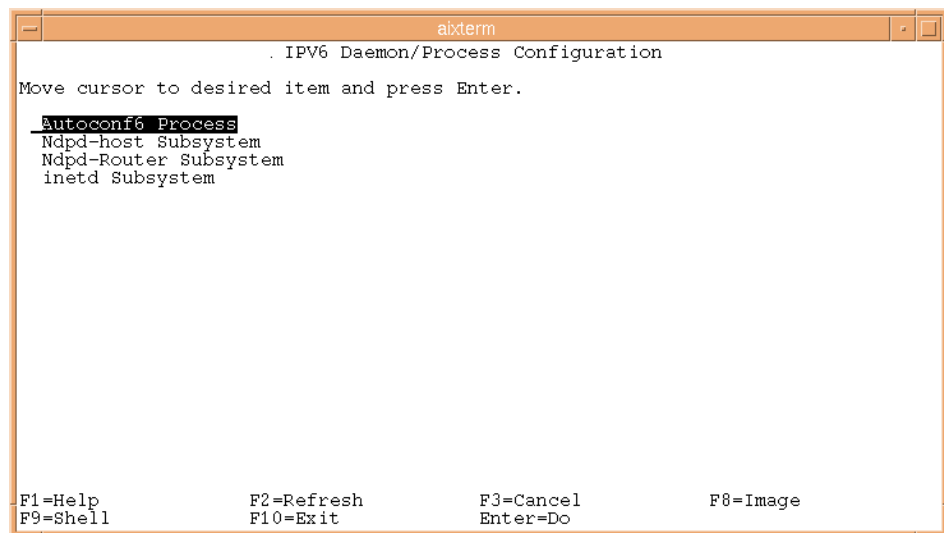 aixterm
. IPV6 Daemon/Process Configuration
Move cursor to desired item and press Enter.
Autoconf6 Process
Ndpd-host Subsystem
Ndpd-Router Subsystem
inetd Subsystem
F1=Help F2=Refresh F3=Cancel F8=Image
F9=Shell F10=Exit Enter=Do